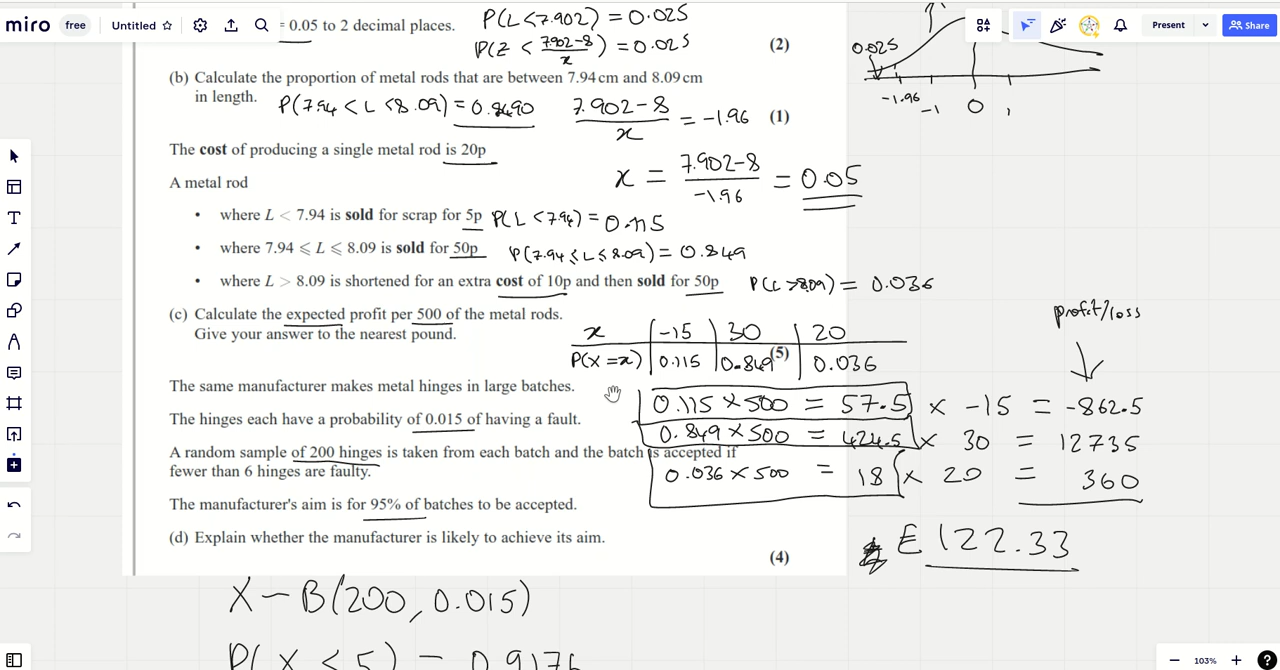 miro free Untitled Present Share
= 0.05 to 2 decimal places.
P(L<7.902) = 0.025
P(Z < 7.902-8/x) = 0.025
(2)
0.025
-1.96 -1 0 1
(b) Calculate the proportion of metal rods that are between 7.94 cm and 8.09 cm
in length.
P(7.94 < L < 8.09) = 0.8490
7.902-8/x = -1.96
(1)
The cost of producing a single metal rod is 20p
x = 7.902-8/-1.96 = 0.05
A metal rod
• where L < 7.94 is sold for scrap for 5p P(L < 7.94) = 0.115
• where 7.94 ⩽ L ⩽ 8.09 is sold for 50p P(7.94 ≤ L ≤ 8.09) = 0.849
• where L > 8.09 is shortened for an extra cost of 10p and then sold for 50p P(L > 8.09) = 0.036
(c) Calculate the expected profit per 500 of the metal rods.
Give your answer to the nearest pound.
profit/loss
x -15 30 20
P(X=x) 0.115 0.849 0.036
(5)
The same manufacturer makes metal hinges in large batches.
0.115 × 500 = 57.5 × -15 = -862.5
The hinges each have a probability of 0.015 of having a fault.
0.849 × 500 = 424.5 × 30 = 12735
A random sample of 200 hinges is taken from each batch and the batch is accepted if
fewer than 6 hinges are faulty.
0.036 × 500 = 18 × 20 = 360
The manufacturer's aim is for 95% of batches to be accepted.
(d) Explain whether the manufacturer is likely to achieve its aim.
£122.33
(4)
X ~ B(200, 0.015)
P(X ≤ 5) = 0.9176
103%